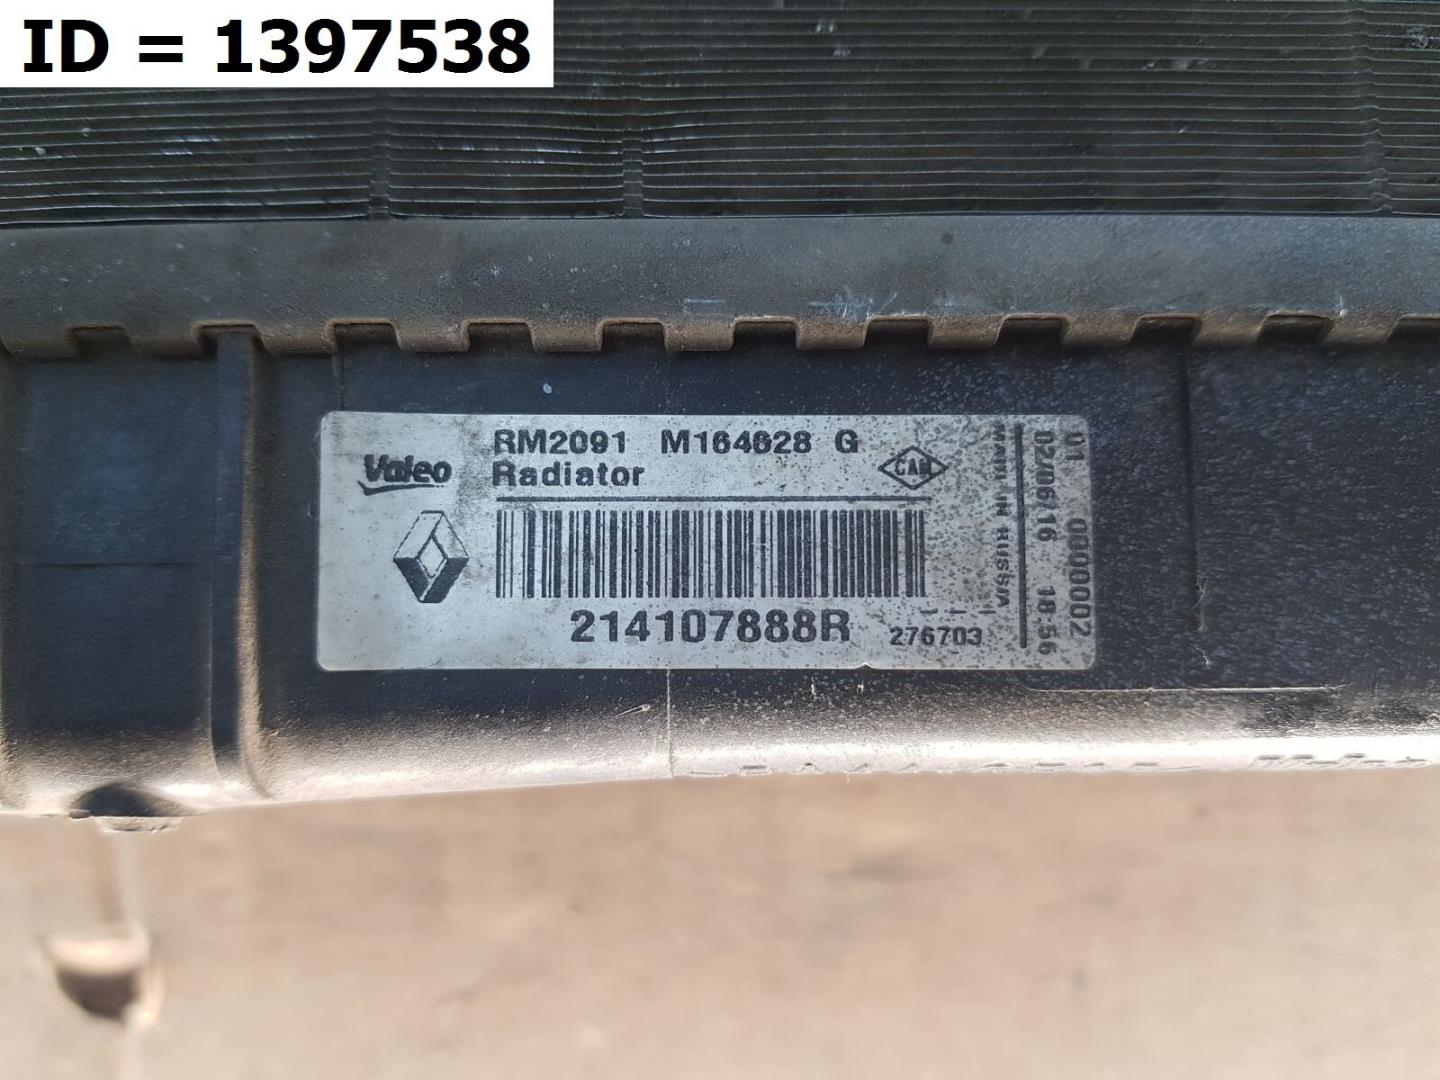 ID = 1397538
RM2091 M164628 G
Valeo
Radiator
CAM
214107888R
276703
MADE IN RUSSIA
02/06/16 18:56
01 0000002